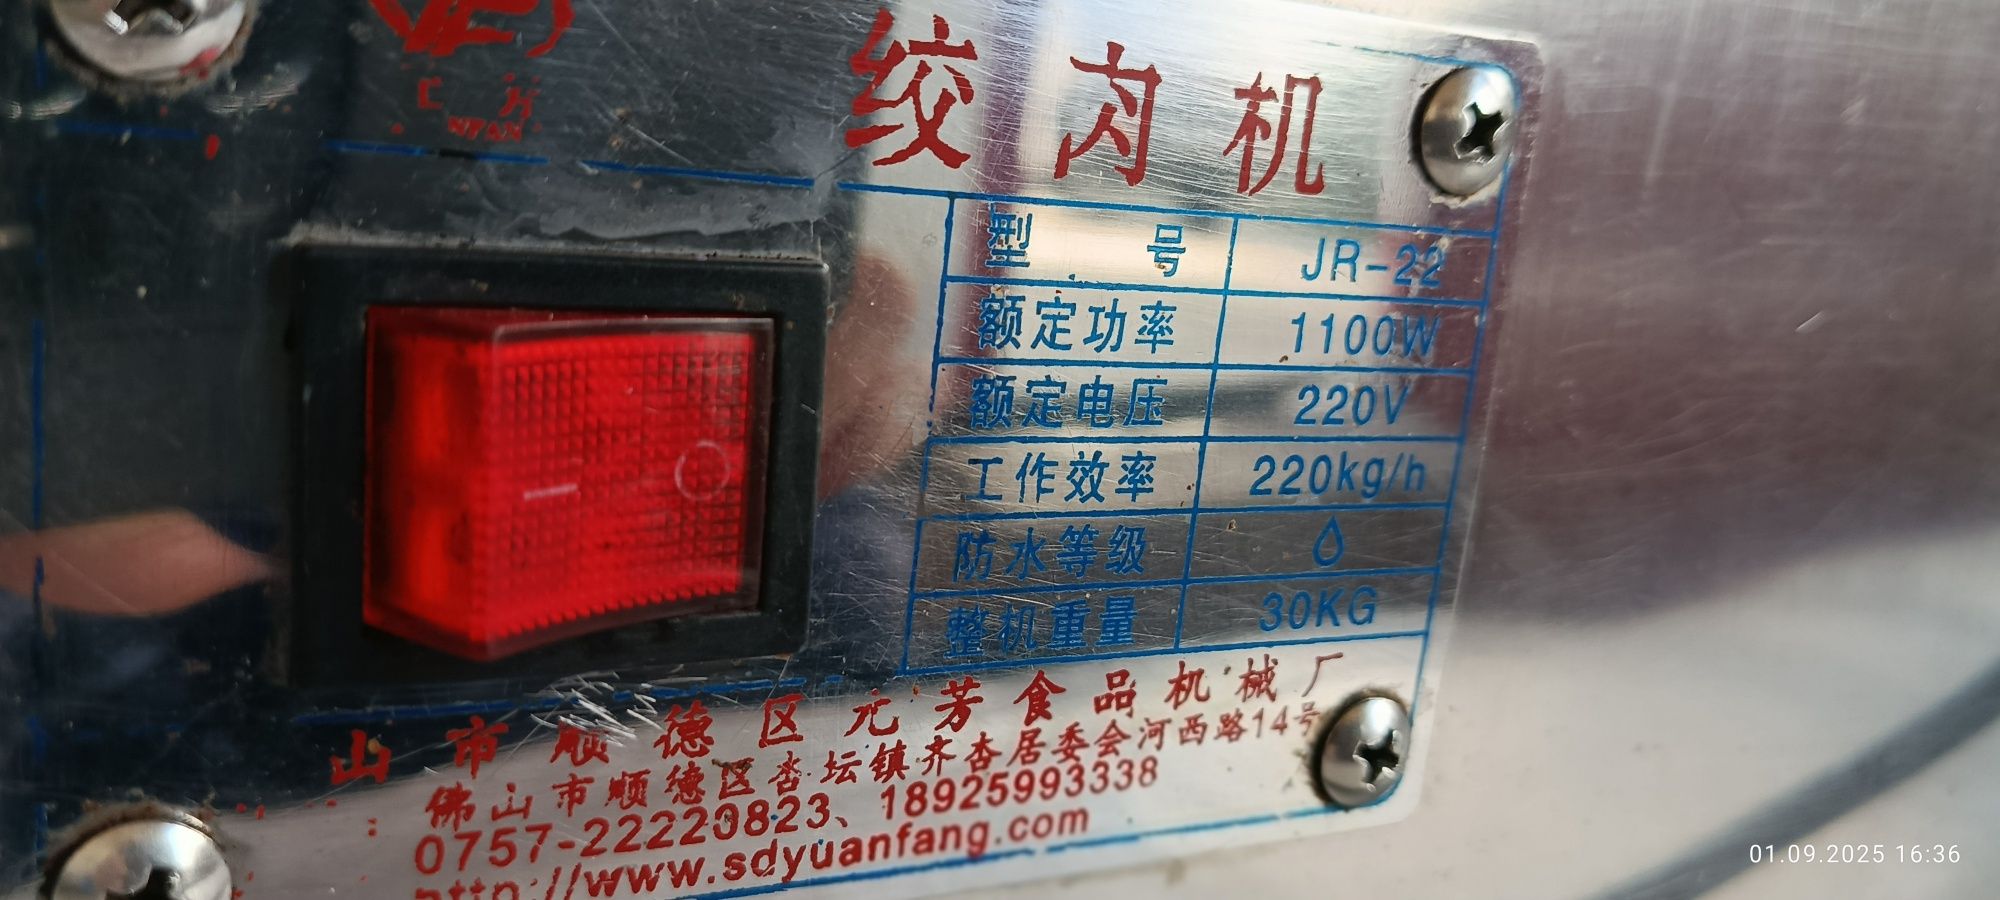 绞肉机
型号 JR-22
额定功率 1100W
额定电压 220V
工作效率 220kg/h
防水等级
整机重量 30KG
山市顺德区元芳食品机械厂
佛山市顺德区杏坛镇齐杏居委会河西路14号
0757-22220823、18925993338
http://www.sdyuanfang.com
01.09.2025 16:36